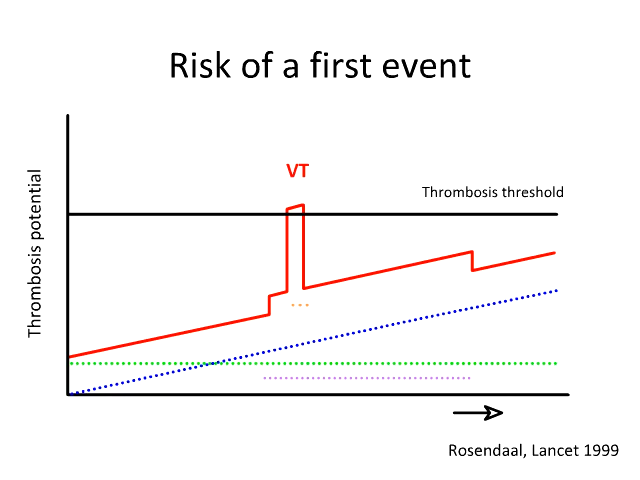 Risk of a first event
VT
Thrombosis threshold
Thrombosis potential
Rosendaal, Lancet 1999